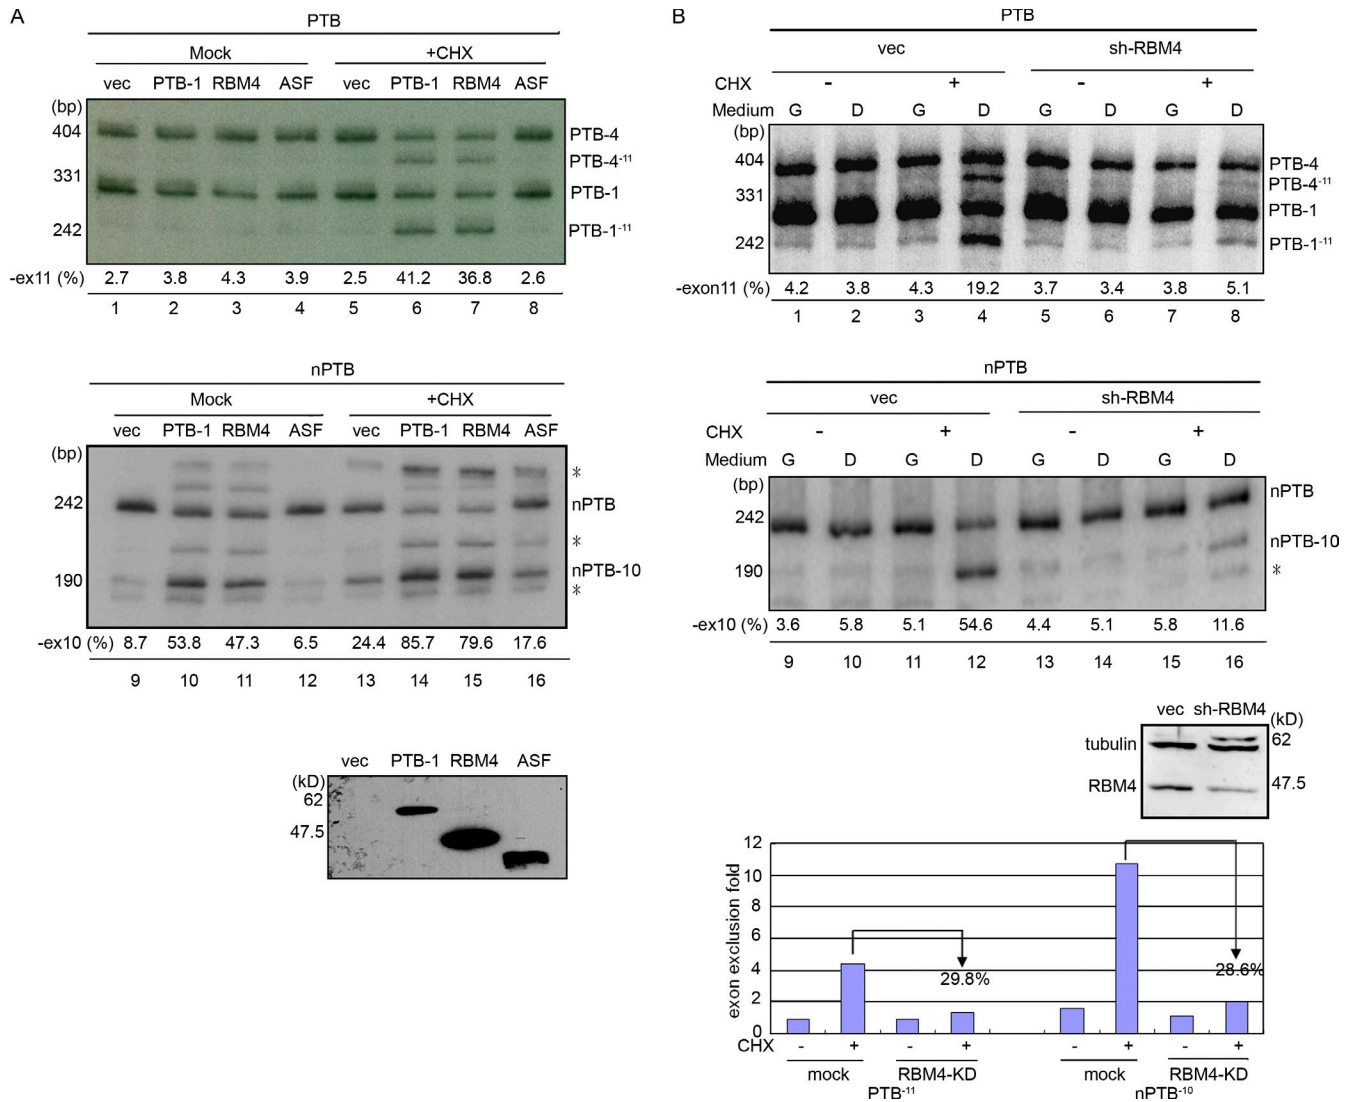 A
PTB
Mock +CHX
vec PTB-1 RBM4 ASF vec PTB-1 RBM4 ASF
(bp)
404 PTB-4
PTB-4-11
331
PTB-1
242 PTB-1-11
-ex11 (%) 2.7 3.8 4.3 3.9 2.5 41.2 36.8 2.6
1 2 3 4 5 6 7 8
nPTB
Mock +CHX
vec PTB-1 RBM4 ASF vec PTB-1 RBM4 ASF
(bp)
*
242 nPTB
*
190 nPTB-10
*
-ex10 (%) 8.7 53.8 47.3 6.5 24.4 85.7 79.6 17.6
9 10 11 12 13 14 15 16
vec PTB-1 RBM4 ASF
(kD)
62
47.5
B
PTB
vec sh-RBM4
CHX - + - +
Medium G D G D G D G D
(bp)
404 PTB-4
PTB-4-11
331
PTB-1
242 PTB-1-11
-exon11 (%) 4.2 3.8 4.3 19.2 3.7 3.4 3.8 5.1
1 2 3 4 5 6 7 8
nPTB
vec sh-RBM4
CHX - + - +
Medium G D G D G D G D
(bp)
nPTB
242
nPTB-10
190 *
-ex10 (%) 3.6 5.8 5.1 54.6 4.4 5.1 5.8 11.6
9 10 11 12 13 14 15 16
vec sh-RBM4
(kD)
tubulin 62
RBM4 47.5
exon exclusion fold
12
10
8
6
4
2
0
29.8%
28.6%
CHX - + - + - + - +
mock RBM4-KD mock RBM4-KD
PTB-11 nPTB-10